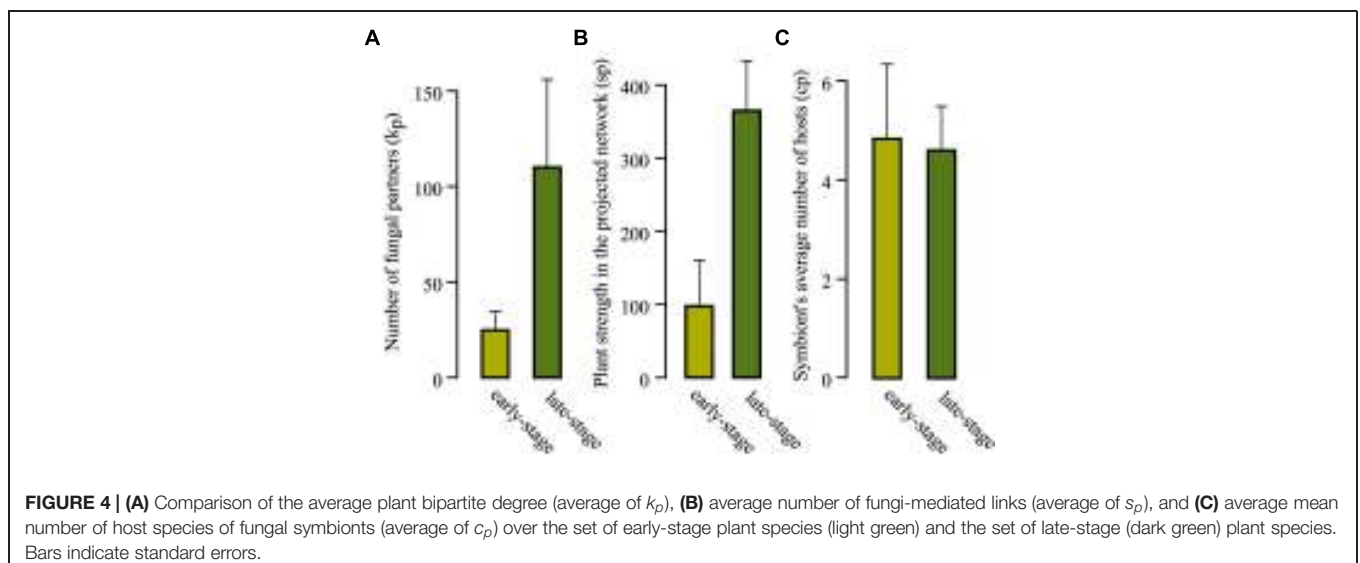 A
B
C
Number of fungal partners (kp)
150
100
50
0
early-stage
late-stage
Plant strength in the projected network (sp)
400
300
200
100
0
early-stage
late-stage
Symbiont's average number of hosts (cp)
6
4
2
0
early-stage
late-stage
FIGURE 4 | (A) Comparison of the average plant bipartite degree (average of kp), (B) average number of fungi-mediated links (average of sp), and (C) average mean
number of host species of fungal symbionts (average of cp) over the set of early-stage plant species (light green) and the set of late-stage (dark green) plant species.
Bars indicate standard errors.